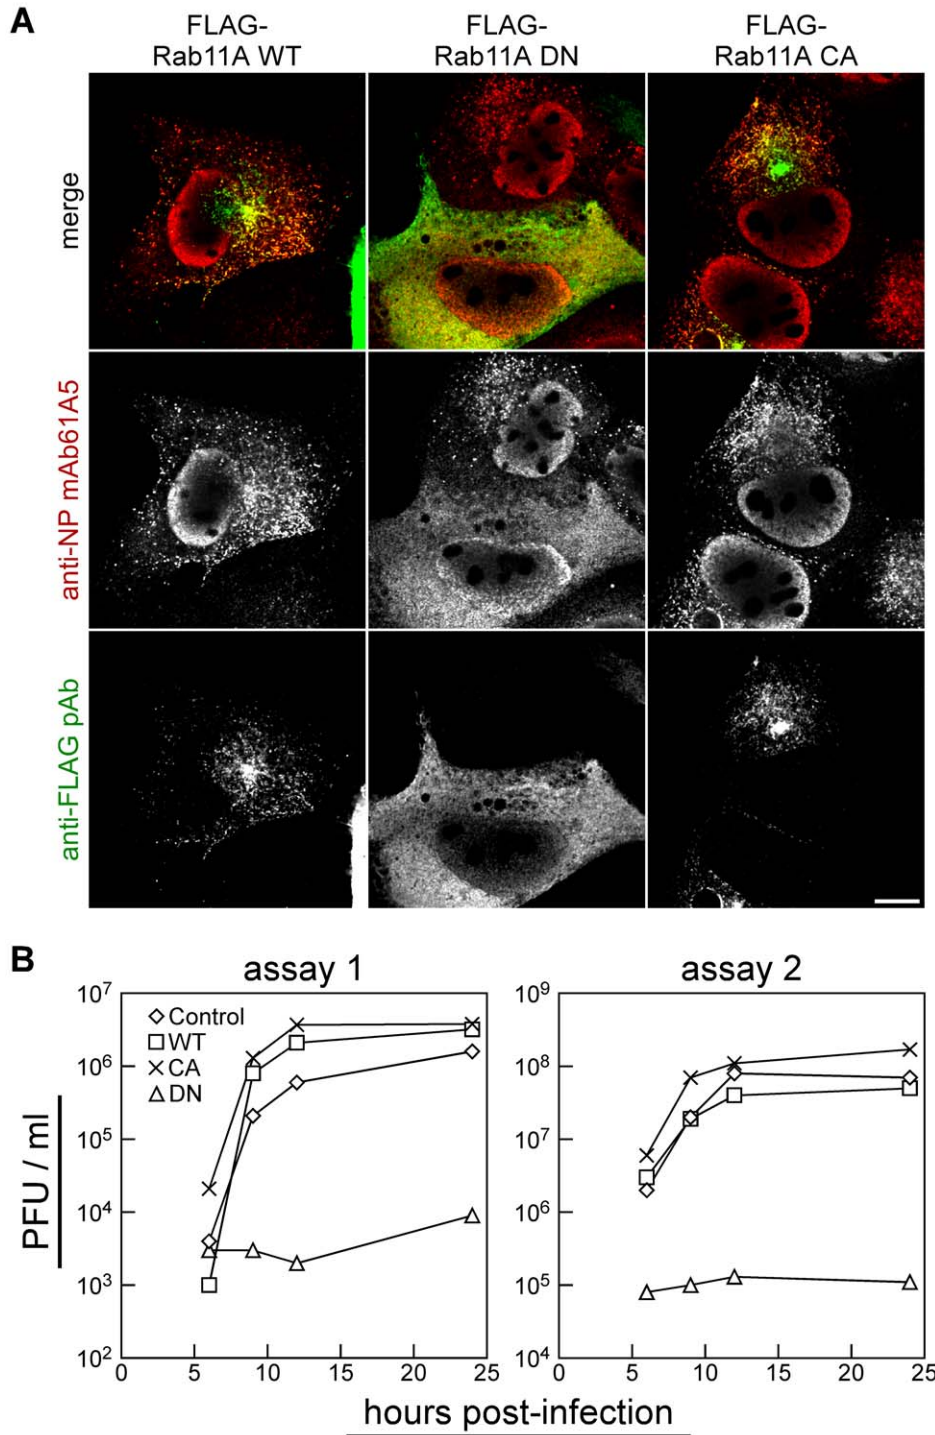 A
FLAG-
Rab11A WT
FLAG-
Rab11A DN
FLAG-
Rab11A CA
merge
anti-NP mAb61A5
anti-FLAG pAb
B
assay 1
assay 2
PFU / ml
10^7
10^6
10^5
10^4
10^3
10^2
Control
WT
CA
DN
0 5 10 15 20 25
10^9
10^8
10^7
10^6
10^5
10^4
0 5 10 15 20 25
hours post-infection